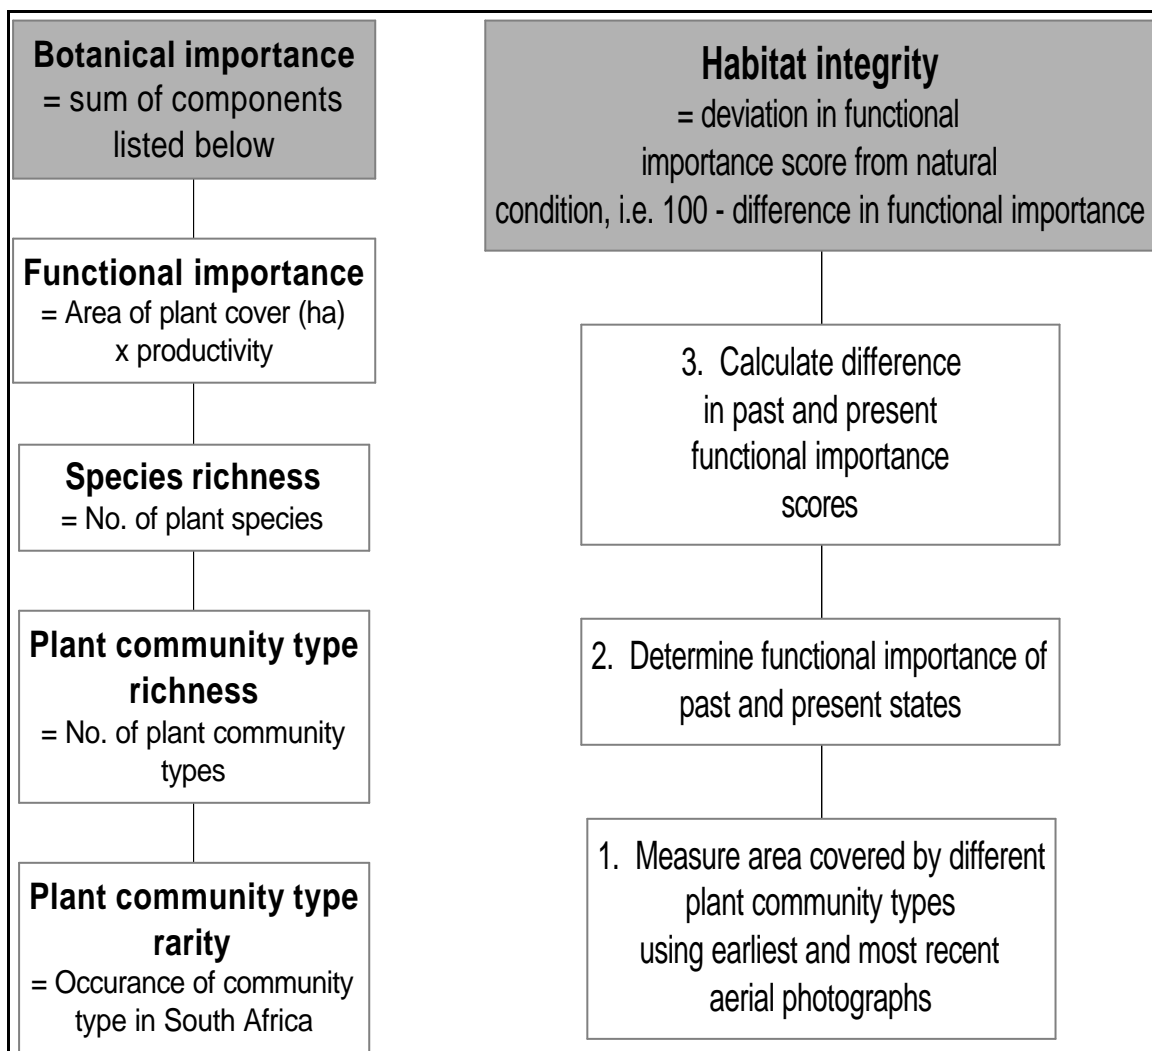 Botanical importance
= sum of components
listed below
Functional importance
= Area of plant cover (ha)
x productivity
Species richness
= No. of plant species
Plant community type
richness
= No. of plant community
types
Plant community type
rarity
= Occurance of community
type in South Africa
Habitat integrity
= deviation in functional
importance score from natural
condition, i.e. 100 - difference in functional importance
3. Calculate difference
in past and present
functional importance
scores
2. Determine functional importance of
past and present states
1. Measure area covered by different
plant community types
using earliest and most recent
aerial photographs